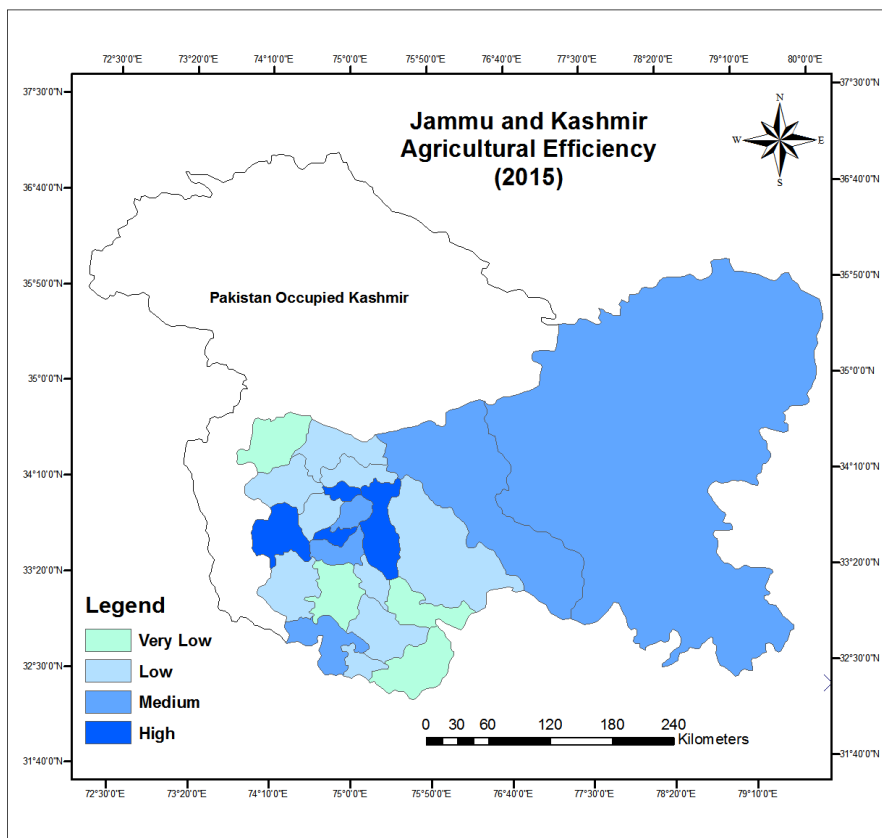 72°30'0"E 73°20'0"E 74°10'0"E 75°0'0"E 75°50'0"E 76°40'0"E 77°30'0"E 78°20'0"E 79°10'0"E 80°0'0"E
37°30'0"N 37°30'0"N
Jammu and Kashmir
Agricultural Efficiency
(2015)
N
W E
S
36°40'0"N 36°40'0"N
35°50'0"N 35°50'0"N
Pakistan Occupied Kashmir
35°0'0"N 35°0'0"N
34°10'0"N 34°10'0"N
33°20'0"N 33°20'0"N
Legend
Very Low
Low
Medium
High
32°30'0"N 32°30'0"N
0 30 60 120 180 240
Kilometers
31°40'0"N 31°40'0"N
72°30'0"E 73°20'0"E 74°10'0"E 75°0'0"E 75°50'0"E 76°40'0"E 77°30'0"E 78°20'0"E 79°10'0"E